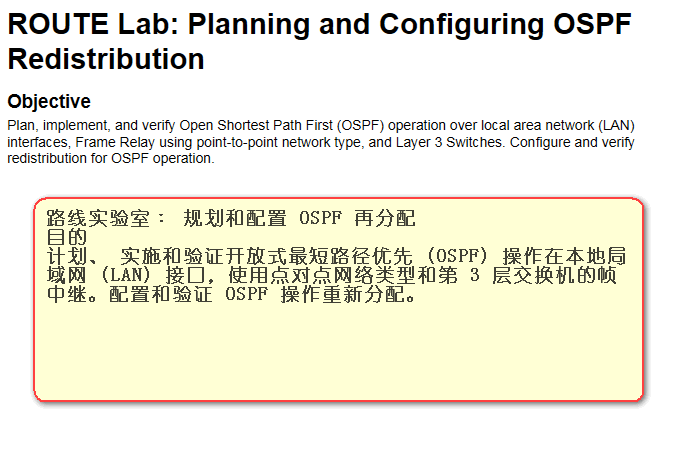 ROUTE Lab: Planning and Configuring OSPF
Redistribution
Objective
Plan, implement, and verify Open Shortest Path First (OSPF) operation over local area network (LAN)
interfaces, Frame Relay using point-to-point network type, and Layer 3 Switches. Configure and verify
redistribution for OSPF operation.
路线实验室： 规划和配置 OSPF 再分配
目的
计划、 实施和验证开放式最短路径优先 (OSPF) 操作在本地局
域网 (LAN) 接口，使用点对点网络类型和第 3 层交换机的帧
中继。配置和验证 OSPF 操作重新分配。